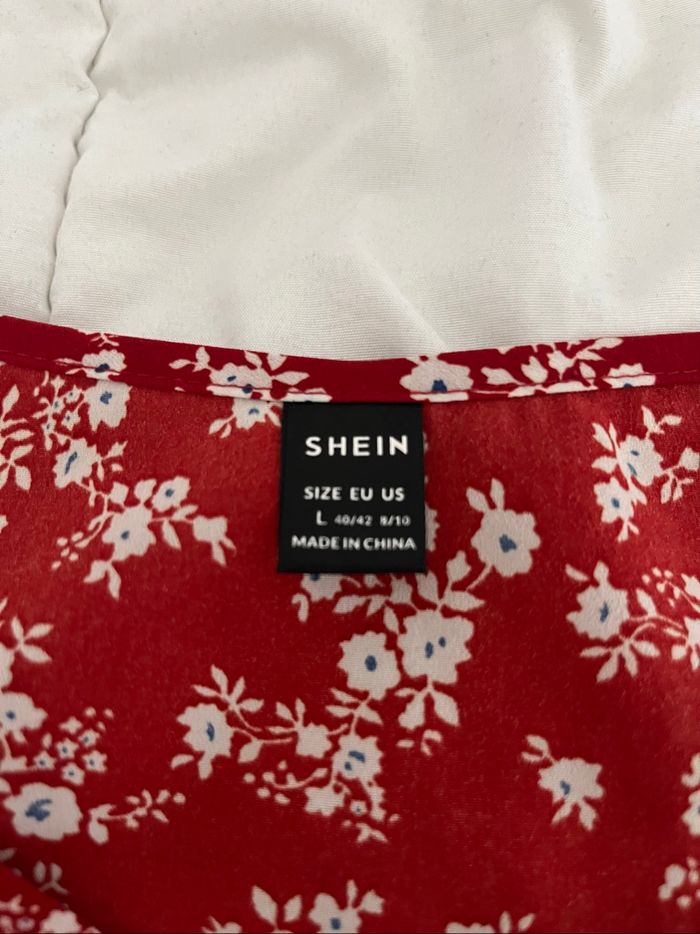 SHEIN
SIZE EU US
L 40/42 8/10
MADE IN CHINA